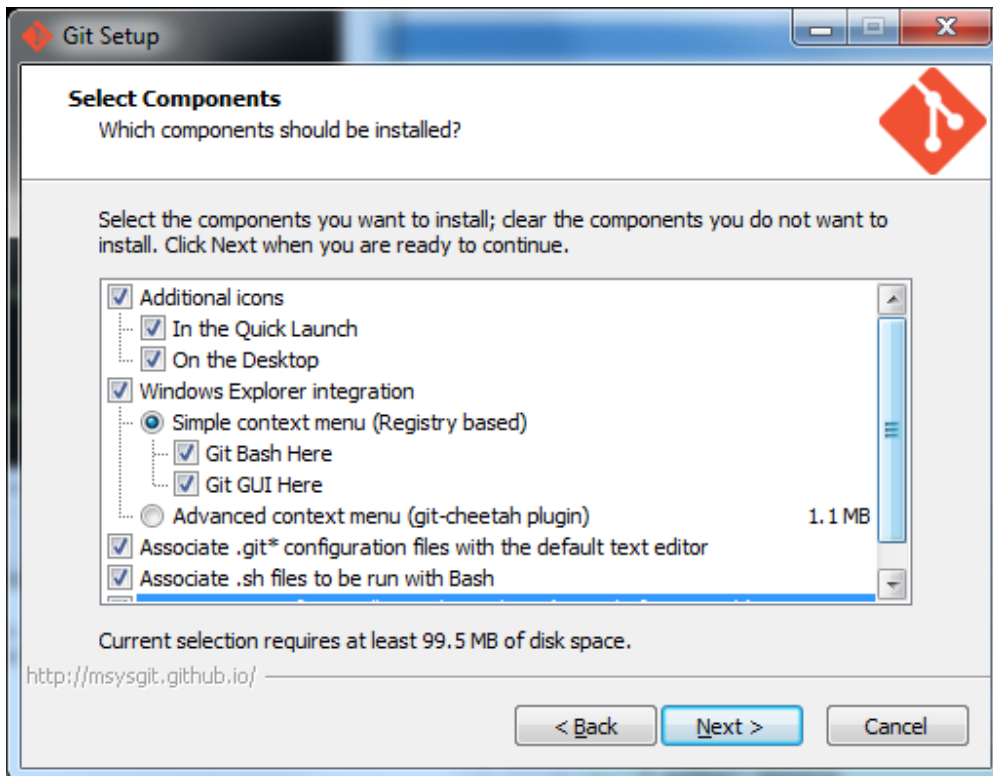 Git Setup
Select Components
Which components should be installed?
Select the components you want to install; clear the components you do not want to
install. Click Next when you are ready to continue.
Additional icons
In the Quick Launch
On the Desktop
Windows Explorer integration
Simple context menu (Registry based)
Git Bash Here
Git GUI Here
Advanced context menu (git-cheetah plugin) 1.1 MB
Associate .git* configuration files with the default text editor
Associate .sh files to be run with Bash
Current selection requires at least 99.5 MB of disk space.
http://msysgit.github.io/
< Back Next > Cancel